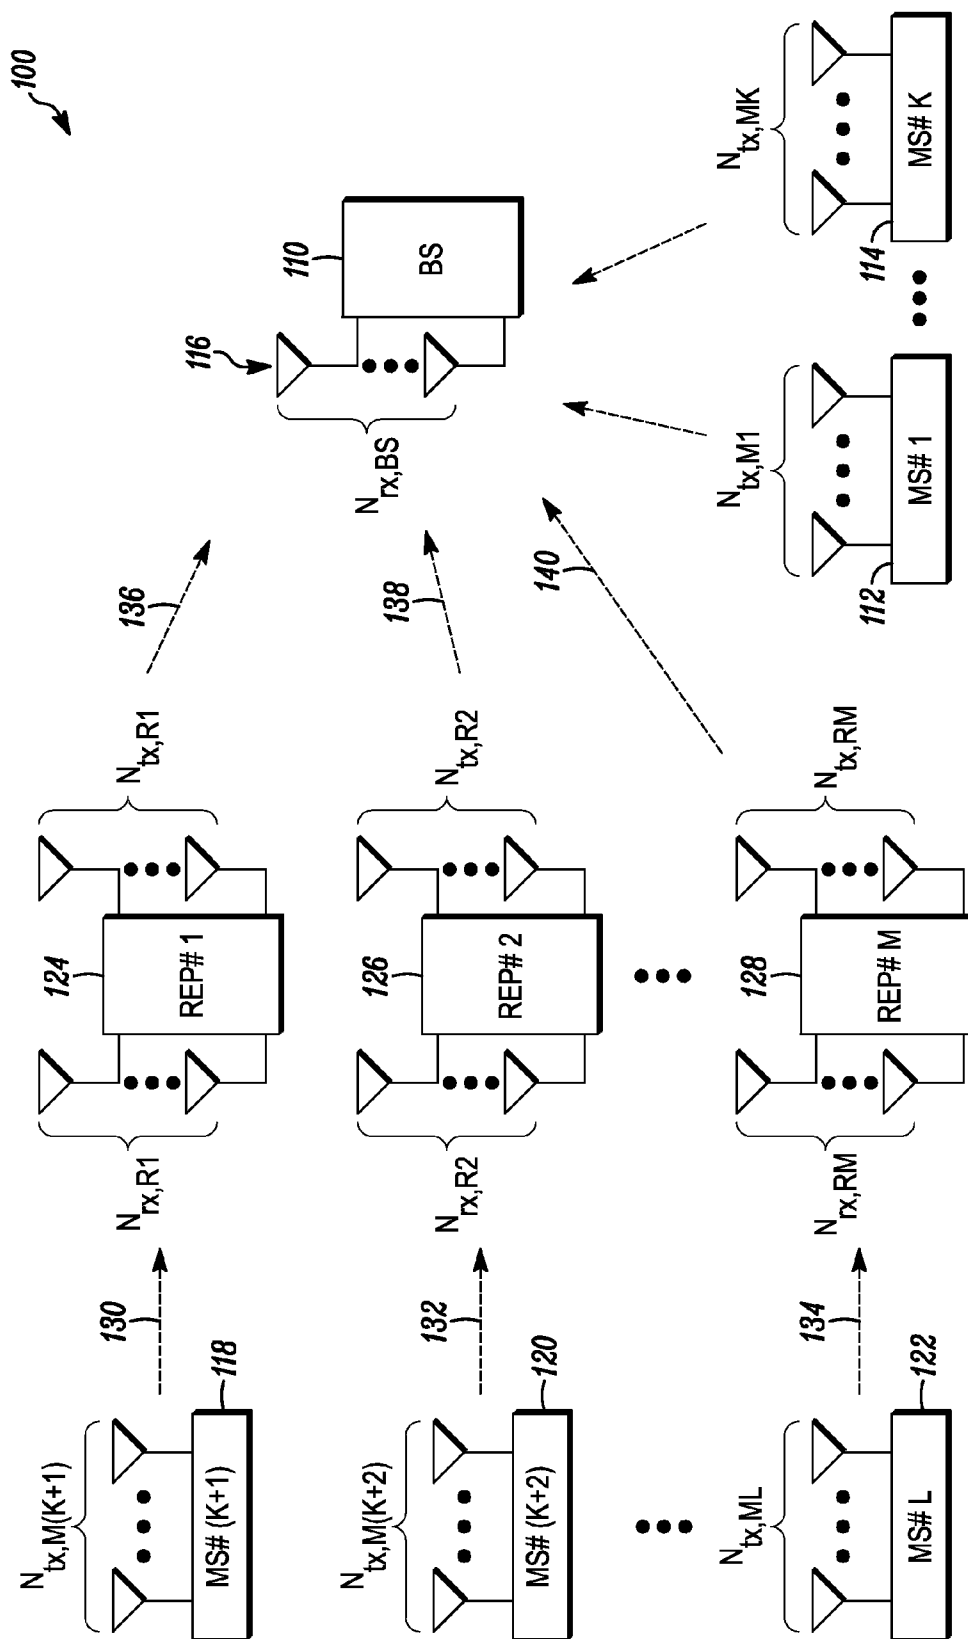 100
N_tx,M(K+1)
MS# (K+1)
118
130
N_rx,R1
REP# 1
124
N_tx,R1
136
116
110
BS
N_rx,BS
N_tx,M(K+2)
MS# (K+2)
120
132
N_rx,R2
REP# 2
126
N_tx,R2
138
N_tx,ML
MS# L
122
134
N_rx,RM
REP# M
128
N_tx,RM
140
N_tx,M1
MS# 1
112
N_tx,MK
MS# K
114